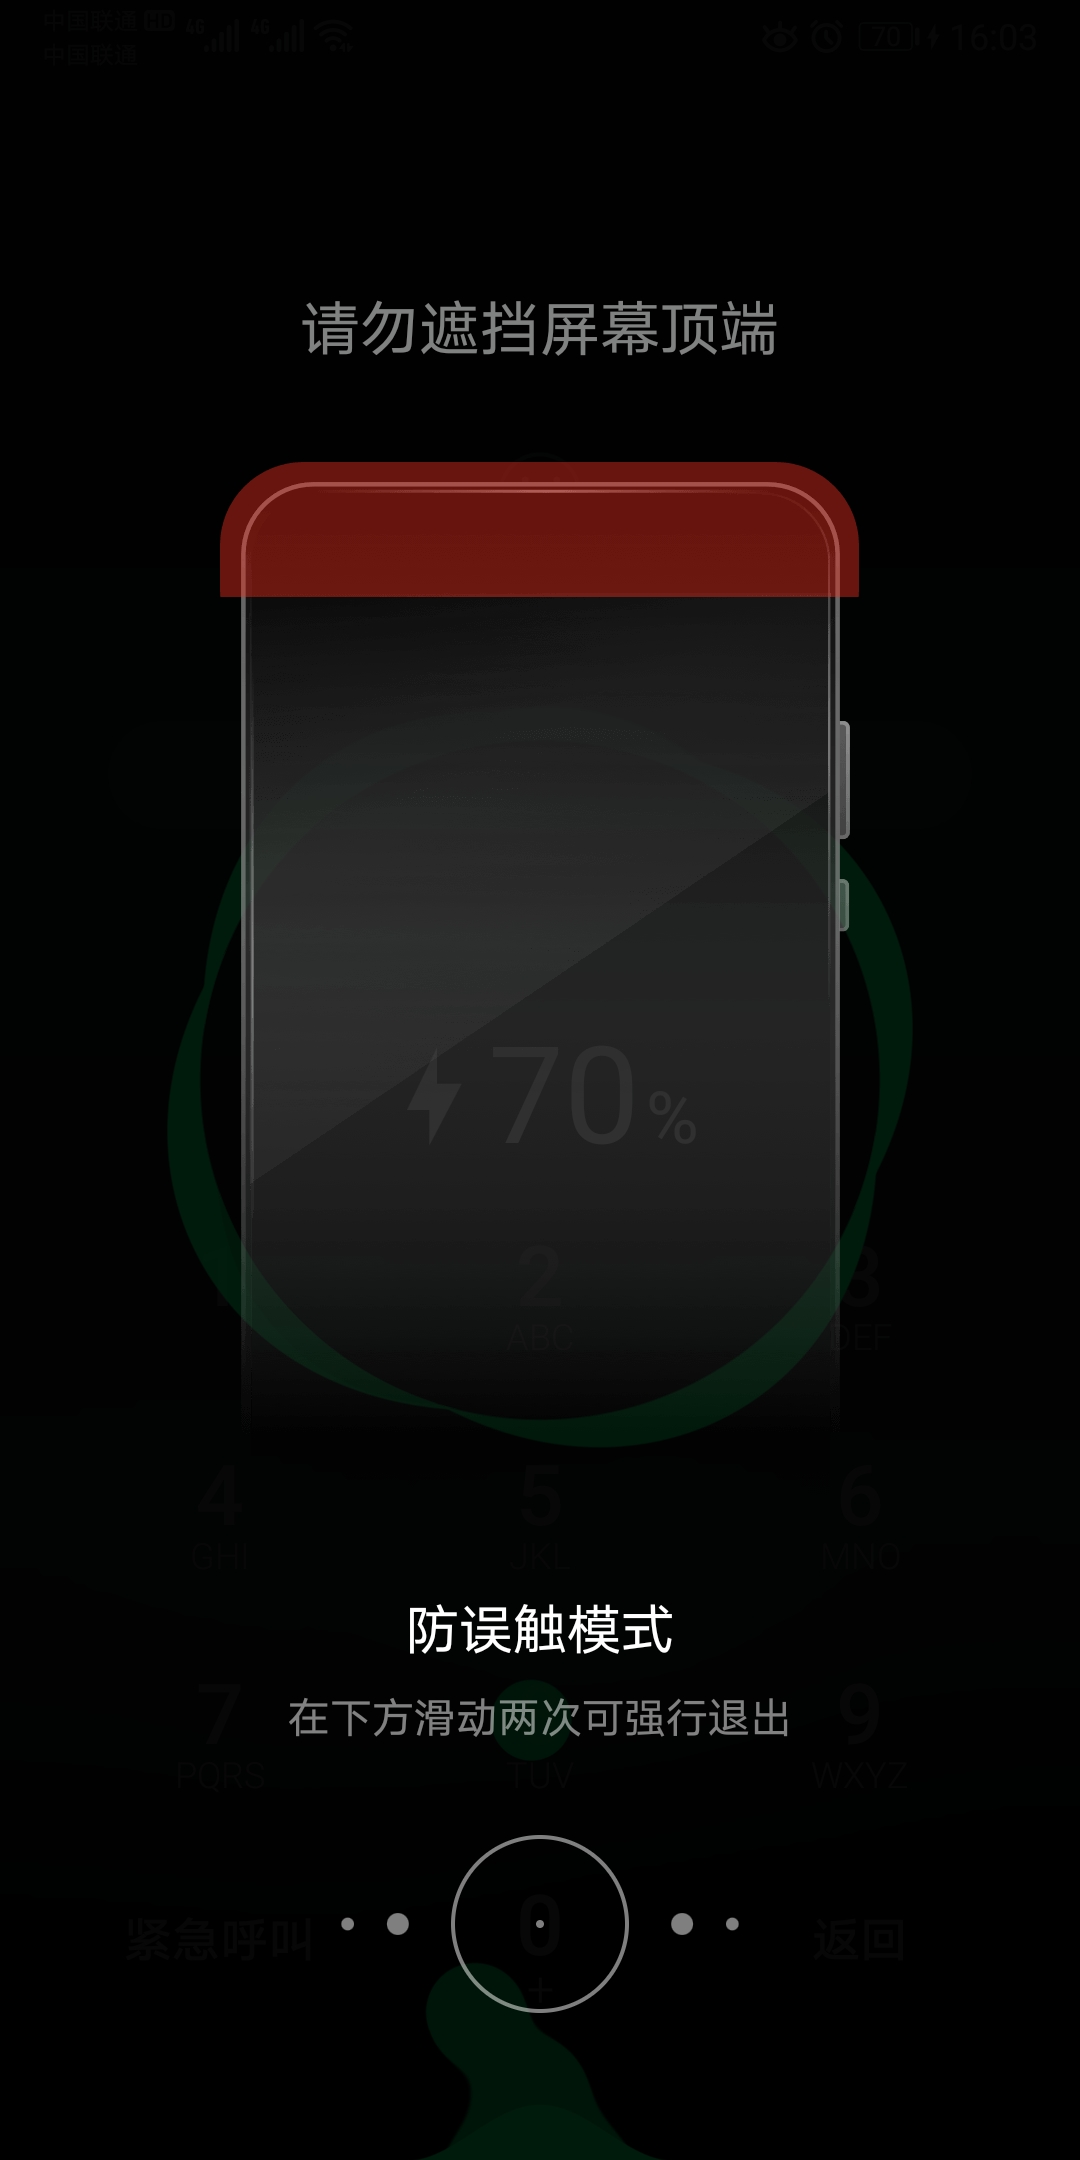 中国联通 HD 4G 4G 70 16:03
中国联通
请勿遮挡屏幕顶端
70%
2 3
ABC DEF
4 5 6
GHI JKL MNO
防误触模式
7 9
在下方滑动两次可强行退出
PQRS TUV WXYZ
紧急呼叫 0 返回
+